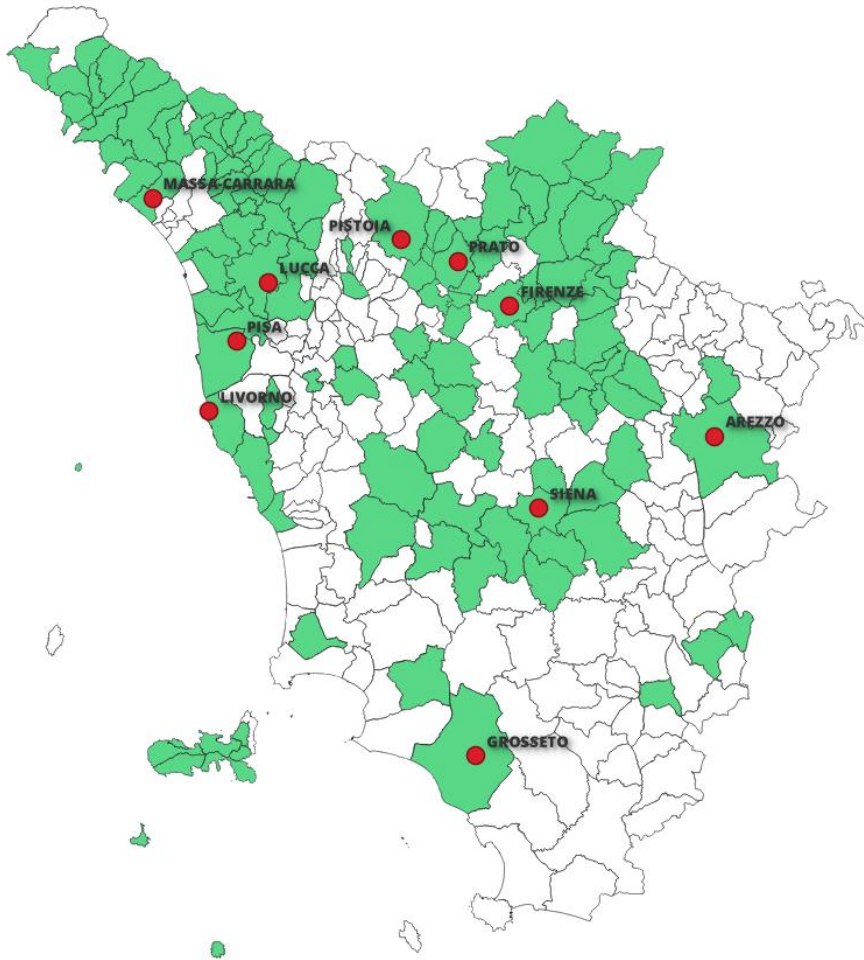 MASSA-CARRARA
PISTOIA
PRATO
LUCCA
FIRENZE
PISA
LIVORNO
AREZZO
SIENA
GROSSETO